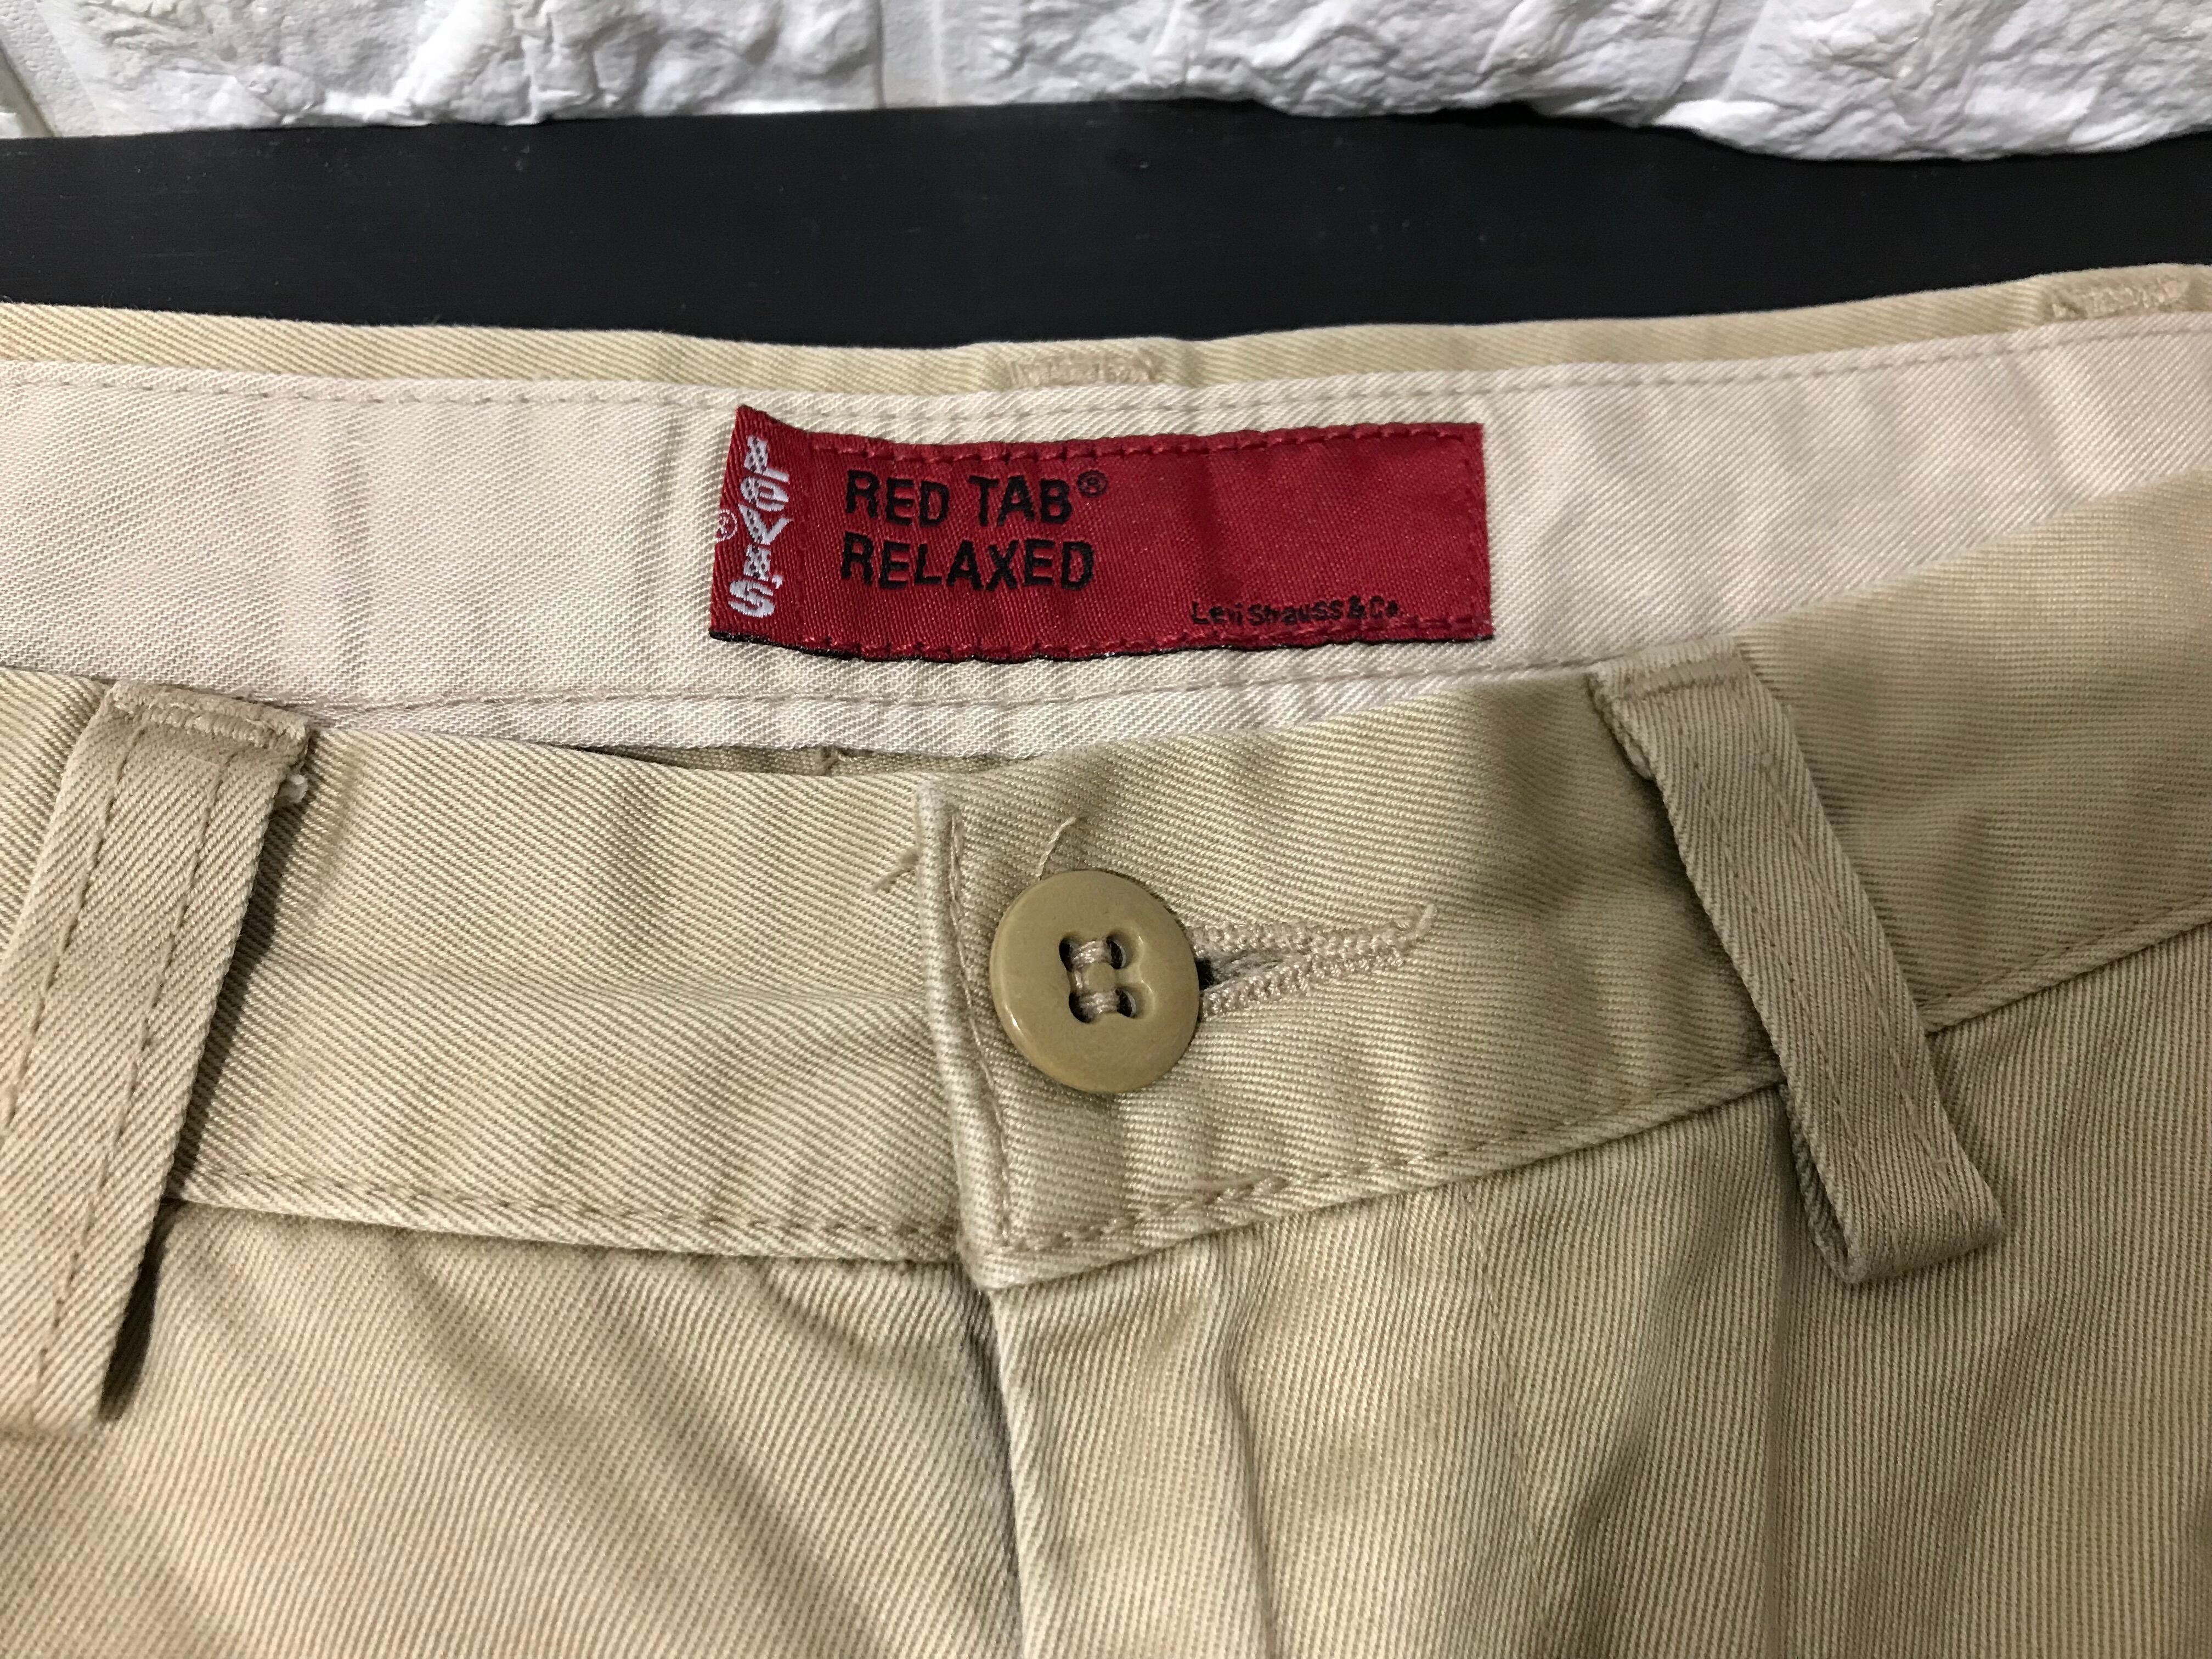 LEVI'S
®
RED TAB®
RELAXED
Levi Strauss & Co.